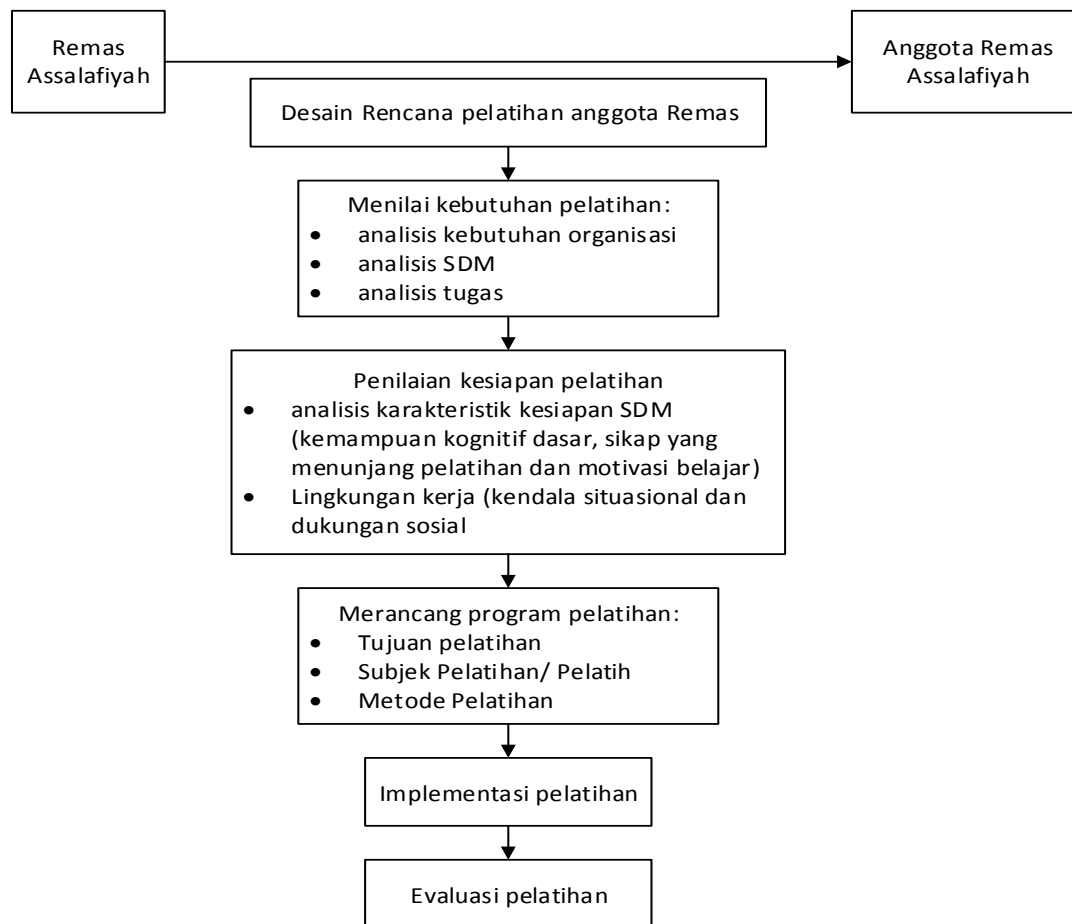 Remas
Assalafiyah
Anggota Remas
Assalafiyah
Desain Rencana pelatihan anggota Remas
Menilai kebutuhan pelatihan:
• analisis kebutuhan organisasi
• analisis SDM
• analisis tugas
Penilaian kesiapan pelatihan
• analisis karakteristik kesiapan SDM
(kemampuan kognitif dasar, sikap yang
menunjang pelatihan dan motivasi belajar)
• Lingkungan kerja (kendala situasional dan
dukungan sosial
Merancang program pelatihan:
• Tujuan pelatihan
• Subjek Pelatihan/ Pelatih
• Metode Pelatihan
Implementasi pelatihan
Evaluasi pelatihan